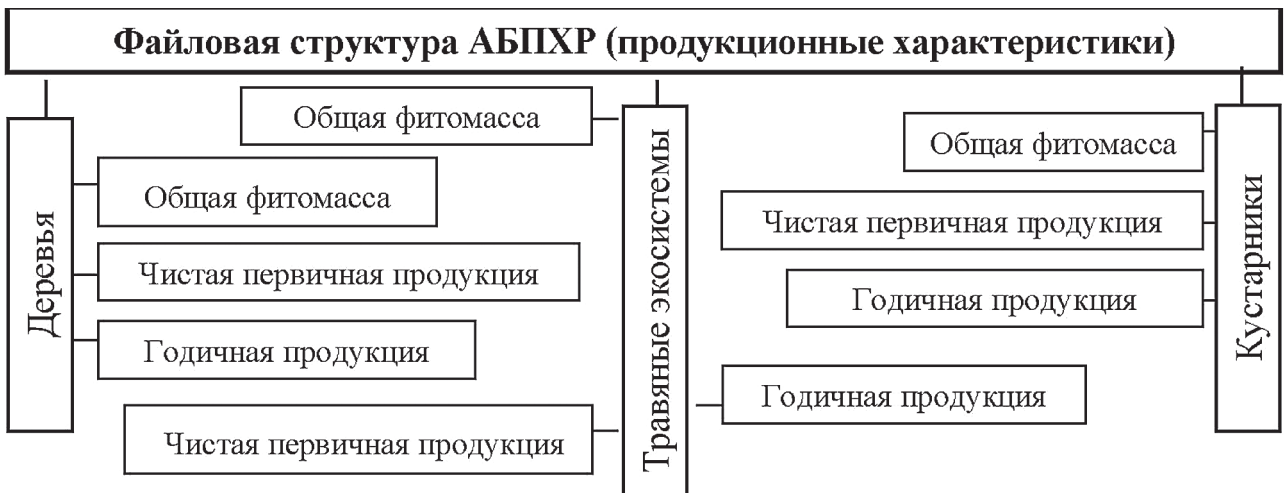 Файловая структура АБПХР (продукционные характеристики)
Деревья
Общая фитомасса
Чистая первичная продукция
Годичная продукция
Травяные экосистемы
Общая фитомасса
Чистая первичная продукция
Годичная продукция
Кустарники
Общая фитомасса
Чистая первичная продукция
Годичная продукция